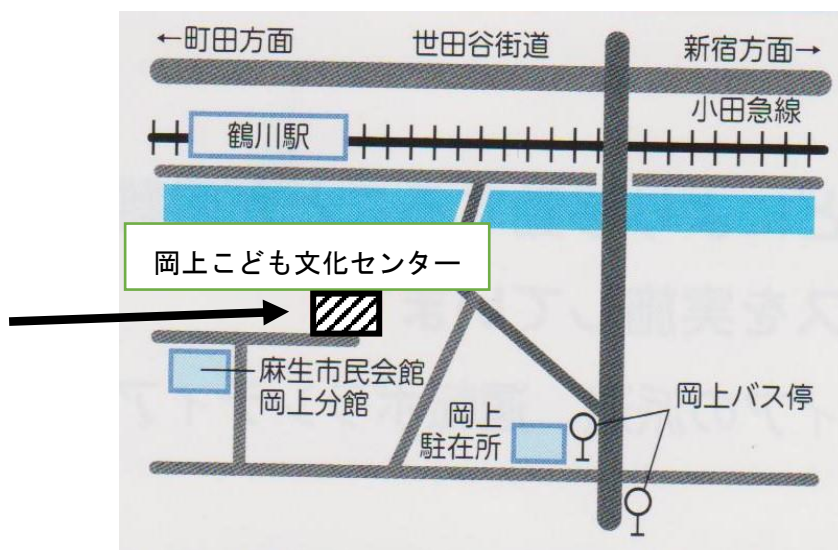 ←町田方面
世田谷街道
新宿方面→
小田急線
鶴川駅
岡上こども文化センター
麻生市民会館
岡上分館
岡上
駐在所
岡上バス停